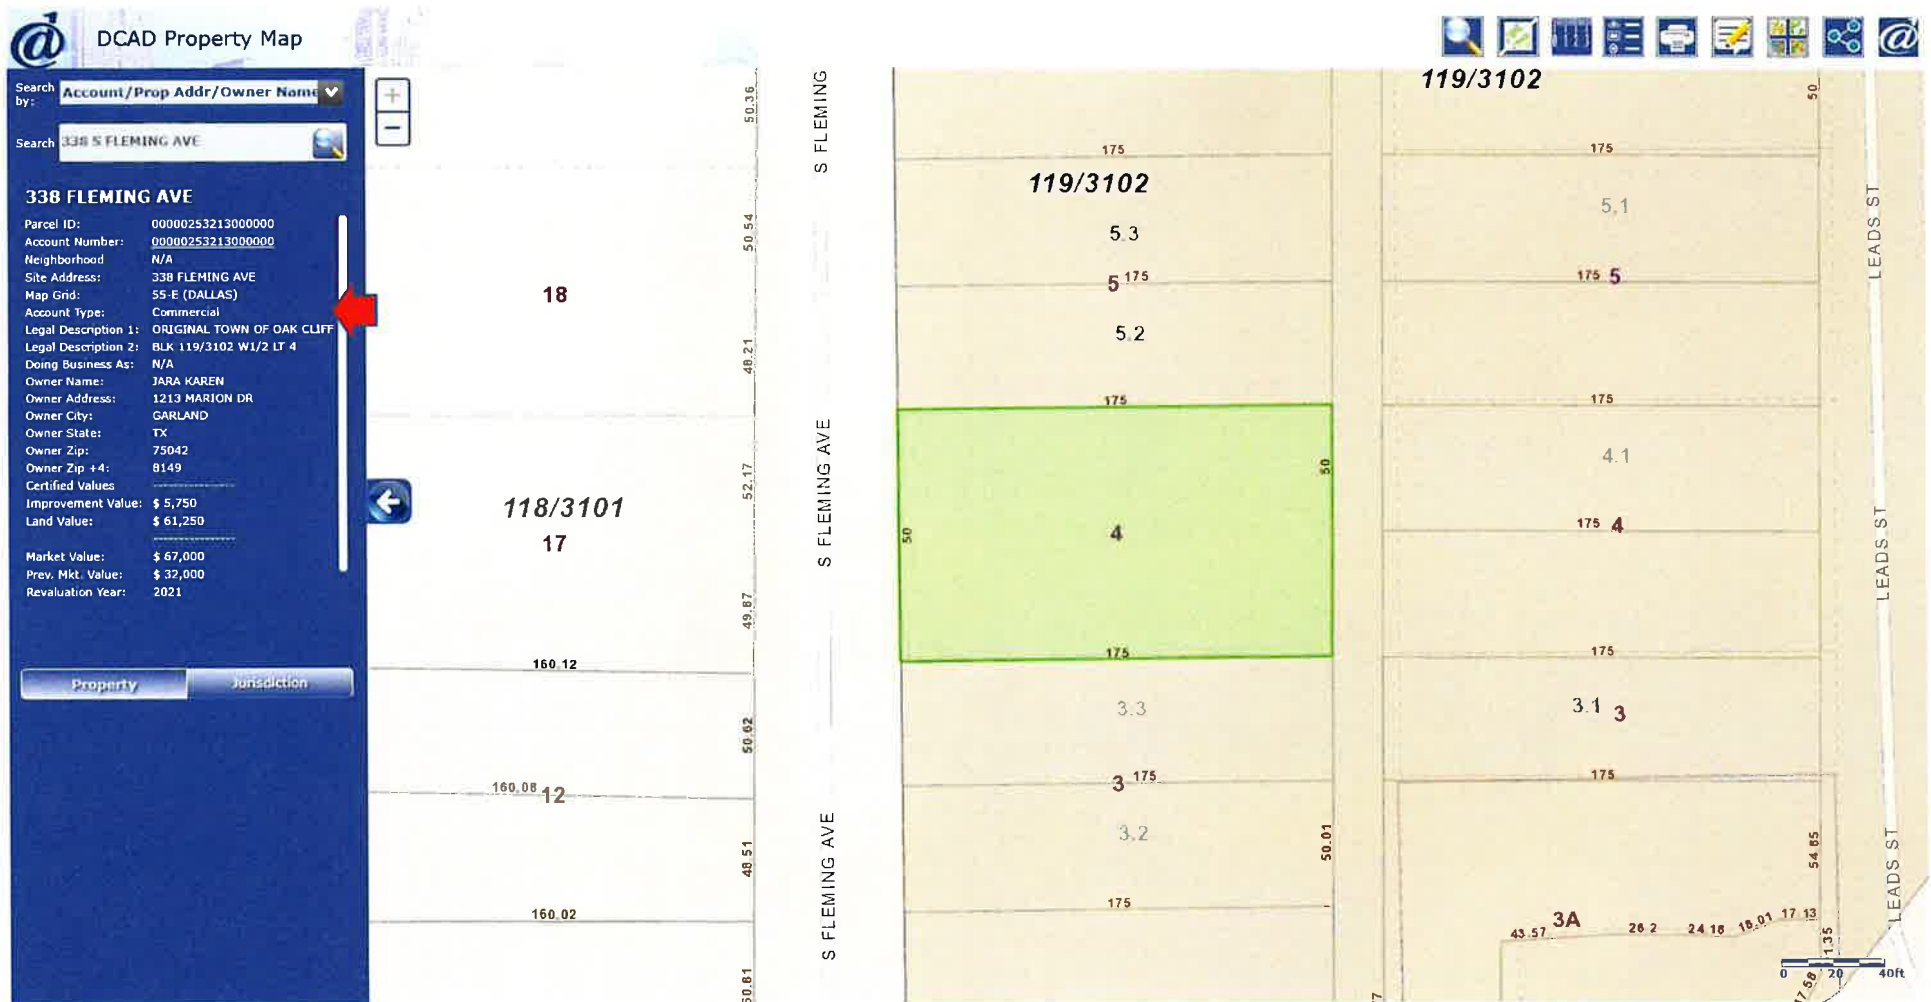 DCAD Property Map
Search by: Account/Prop Addr/Owner Name
Search 338 S FLEMING AVE
338 FLEMING AVE
Parcel ID: 00000253213000000
Account Number: 00000253213000000
Neighborhood N/A
Site Address: 338 FLEMING AVE
Map Grid: 55-E (DALLAS)
Account Type: Commercial
Legal Description 1: ORIGINAL TOWN OF OAK CLIFF
Legal Description 2: BLK 119/3102 W1/2 LT 4
Doing Business As: N/A
Owner Name: JARA KAREN
Owner Address: 1213 MARION DR
Owner City: GARLAND
Owner State: TX
Owner Zip: 75042
Owner Zip +4: 8149
Certified Values
Improvement Value: $ 5,750
Land Value: $ 61,250
Market Value: $ 67,000
Prev. Mkt. Value: $ 32,000
Revaluation Year: 2021
Property Jurisdiction
+
−
18
118/3101
17
160.12
160.08 12
160.02
50.36
50.54
48.21
52.17
49.87
50.62
48.51
50.81
S FLEMING
S FLEMING AVE
S FLEMING AVE
175
119/3102
5.3
5 175
5.2
175
50
4
50
175
3.3
3 175
3.2
50.01
175
119/3102
50
175
5.1
175 5
175
4.1
175 4
175
3.1 3
175
54.85
3A
43.57 26.2 24.18 18.01 17.13
1.35
17.58
LEADS ST
LEADS ST
LEADS ST
0 20 40ft